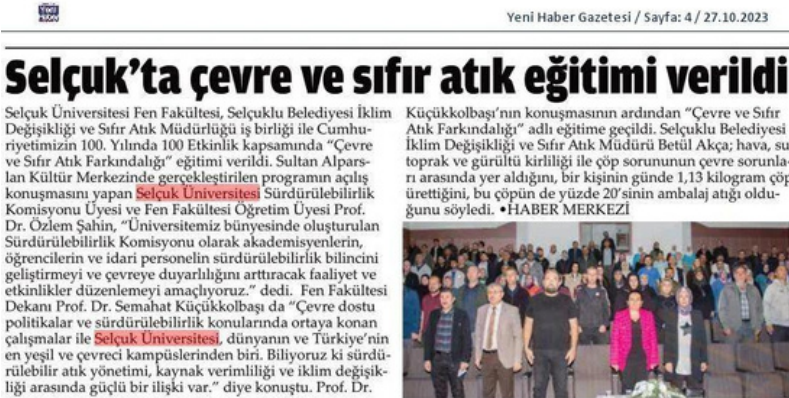 YENİ HABER
Yeni Haber Gazetesi / Sayfa: 4 / 27.10.2023
Selçuk'ta çevre ve sıfır atık eğitimi verildi
Selçuk Üniversitesi Fen Fakültesi, Selçuklu Belediyesi İklim
Değişikliği ve Sıfır Atık Müdürlüğü iş birliği ile Cumhu-
riyetimizin 100. Yılında 100 Etkinlik kapsamında “Çevre
ve Sıfır Atık Farkındalığı” eğitimi verildi. Sultan Alpars-
lan Kültür Merkezinde gerçekleştirilen programın açılış
konuşmasını yapan Selçuk Üniversitesi Sürdürülebilirlik
Komisyonu Üyesi ve Fen Fakültesi Öğretim Üyesi Prof.
Dr. Özlem Şahin, “Üniversitemiz bünyesinde oluşturulan
Sürdürülebilirlik Komisyonu olarak akademisyenlerin,
öğrencilerin ve idari personelin sürdürülebilirlik bilincini
geliştirmeyi ve çevreye duyarlılığını arttıracak faaliyet ve
etkinlikler düzenlemeyi amaçlıyoruz.” dedi. Fen Fakültesi
Dekanı Prof. Dr. Semahat Küçükkolbaşı da “Çevre dostu
politikalar ve sürdürülebilirlik konularında ortaya konan
çalışmalar ile Selçuk Üniversitesi, dünyanın ve Türkiye'nin
en yeşil ve çevreci kampüslerinden biri. Biliyoruz ki sürdü-
rülebilir atık yönetimi, kaynak verimliliği ve iklim değişik-
liği arasında güçlü bir ilişki var.” diye konuştu. Prof. Dr.
Küçükkolbaşı'nın konuşmasının ardından “Çevre ve Sıfır
Atık Farkındalığı” adlı eğitime geçildi. Selçuklu Belediyesi
İklim Değişikliği ve Sıfır Atık Müdürü Betül Akça; hava, su
toprak ve gürültü kirliliği ile çöp sorununun çevre sorunla-
rı arasında yer aldığını, bir kişinin günde 1,13 kilogram çöp
ürettiğini, bu çöpün de yüzde 20'sinin ambalaj atığı oldu-
ğunu söyledi. •HABER MERKEZİ